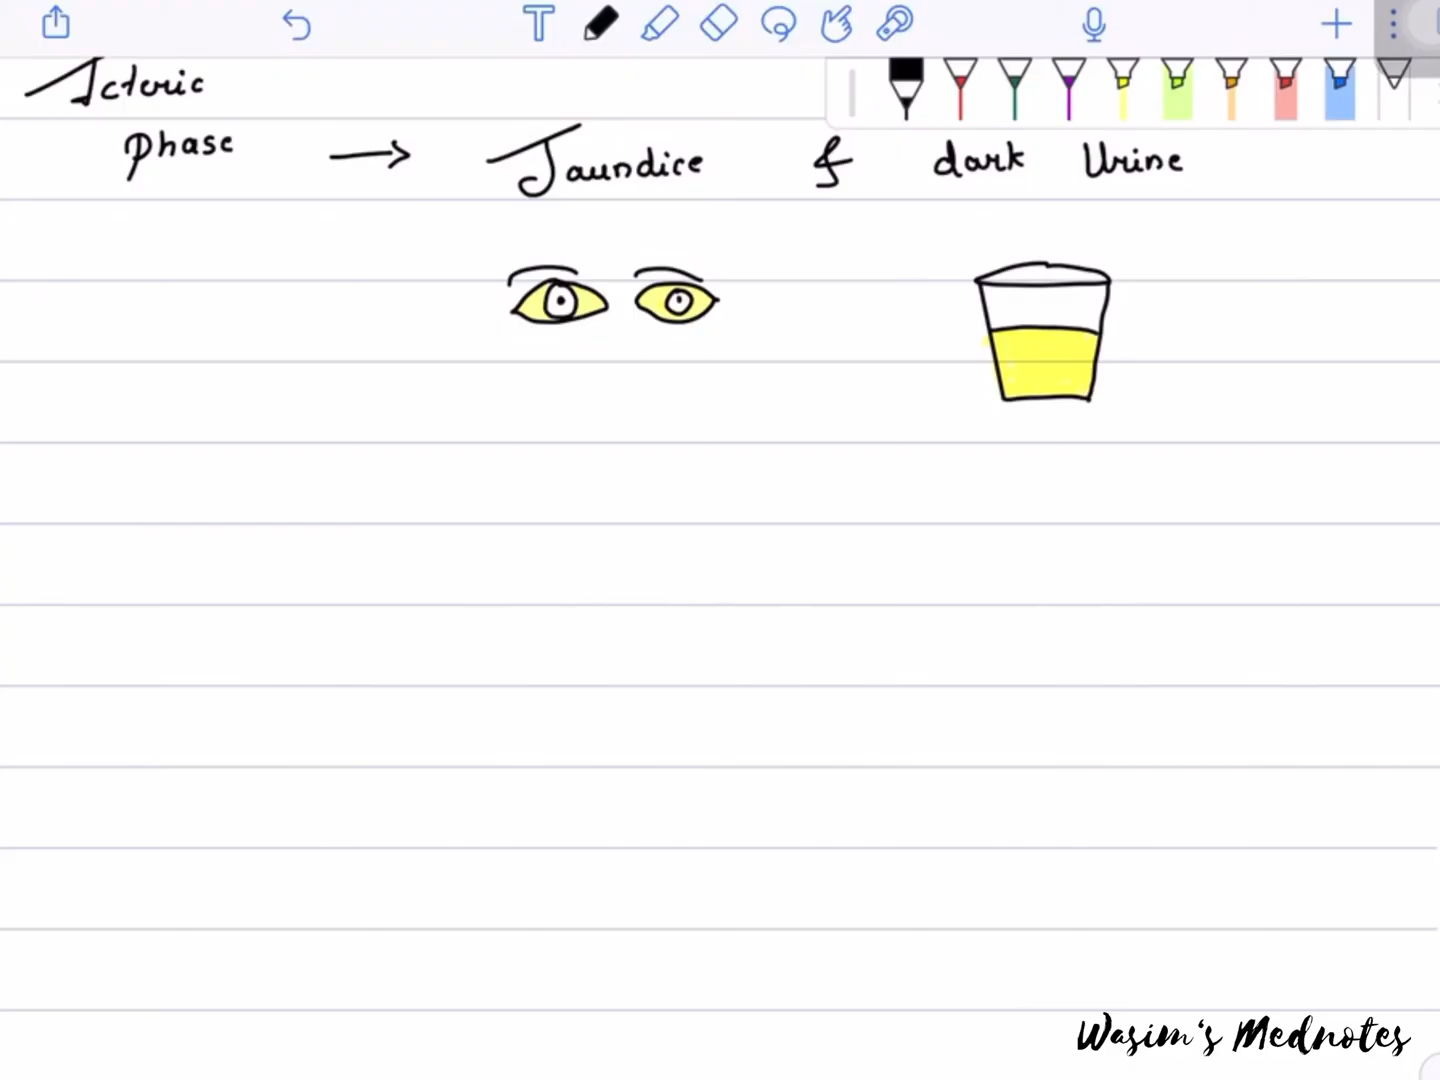 Icteric
Phase → Jaundice & dark Urine
Wasim's Mednotes